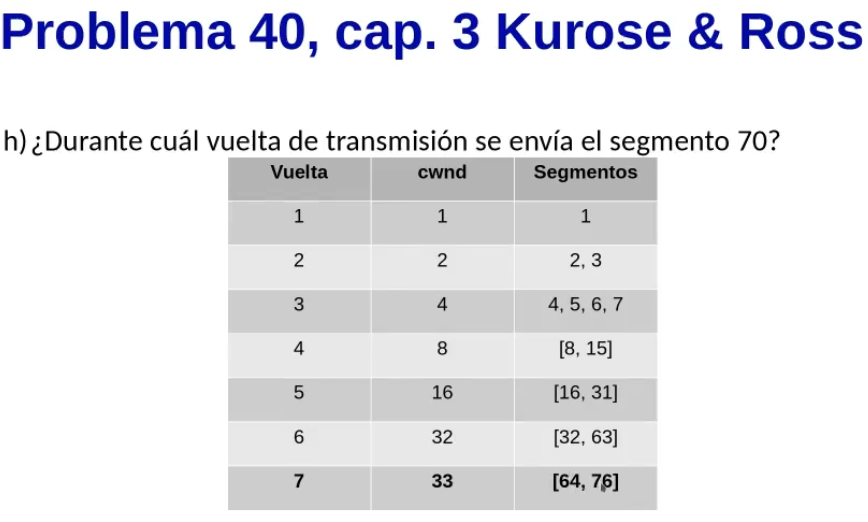 Problema 40, cap. 3 Kurose & Ross
h) ¿Durante cuál vuelta de transmisión se envía el segmento 70?
Vuelta cwnd Segmentos
1 1 1
2 2 2, 3
3 4 4, 5, 6, 7
4 8 [8, 15]
5 16 [16, 31]
6 32 [32, 63]
7 33 [64, 76]